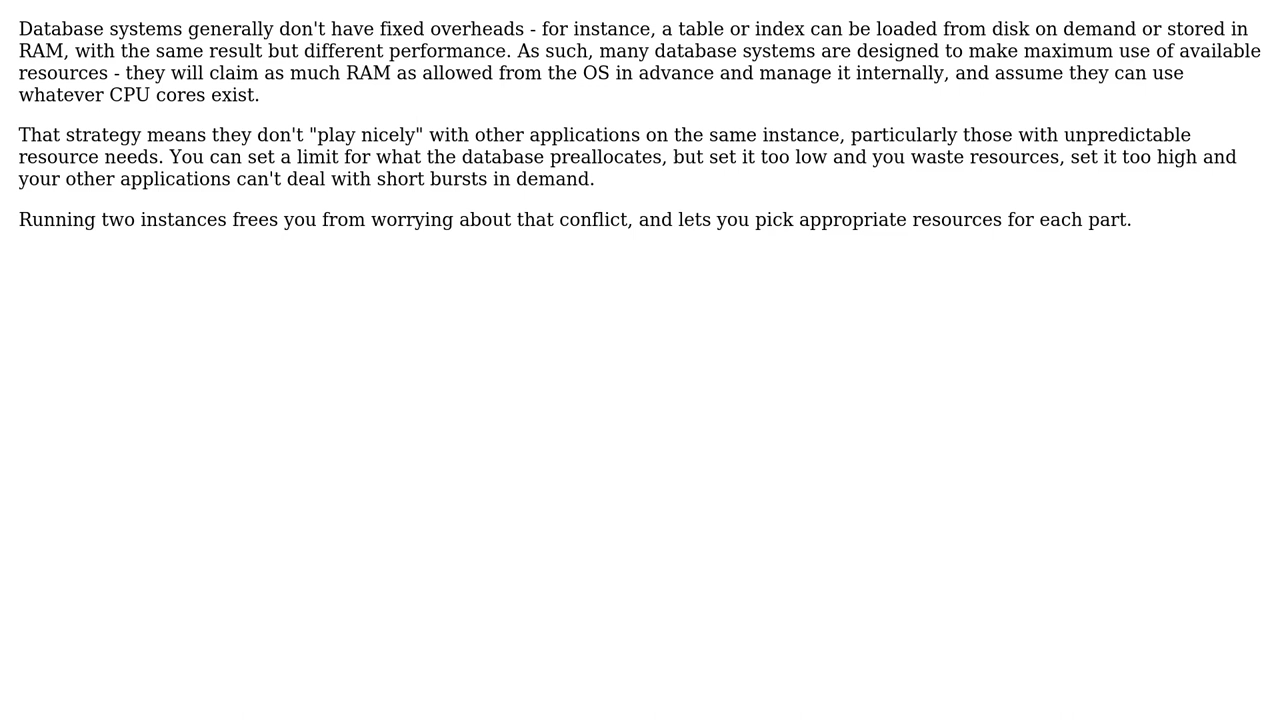 Database systems generally don't have fixed overheads - for instance, a table or index can be loaded from disk on demand or stored in
RAM, with the same result but different performance. As such, many database systems are designed to make maximum use of available
resources - they will claim as much RAM as allowed from the OS in advance and manage it internally, and assume they can use
whatever CPU cores exist.
That strategy means they don't "play nicely" with other applications on the same instance, particularly those with unpredictable
resource needs. You can set a limit for what the database preallocates, but set it too low and you waste resources, set it too high and
your other applications can't deal with short bursts in demand.
Running two instances frees you from worrying about that conflict, and lets you pick appropriate resources for each part.